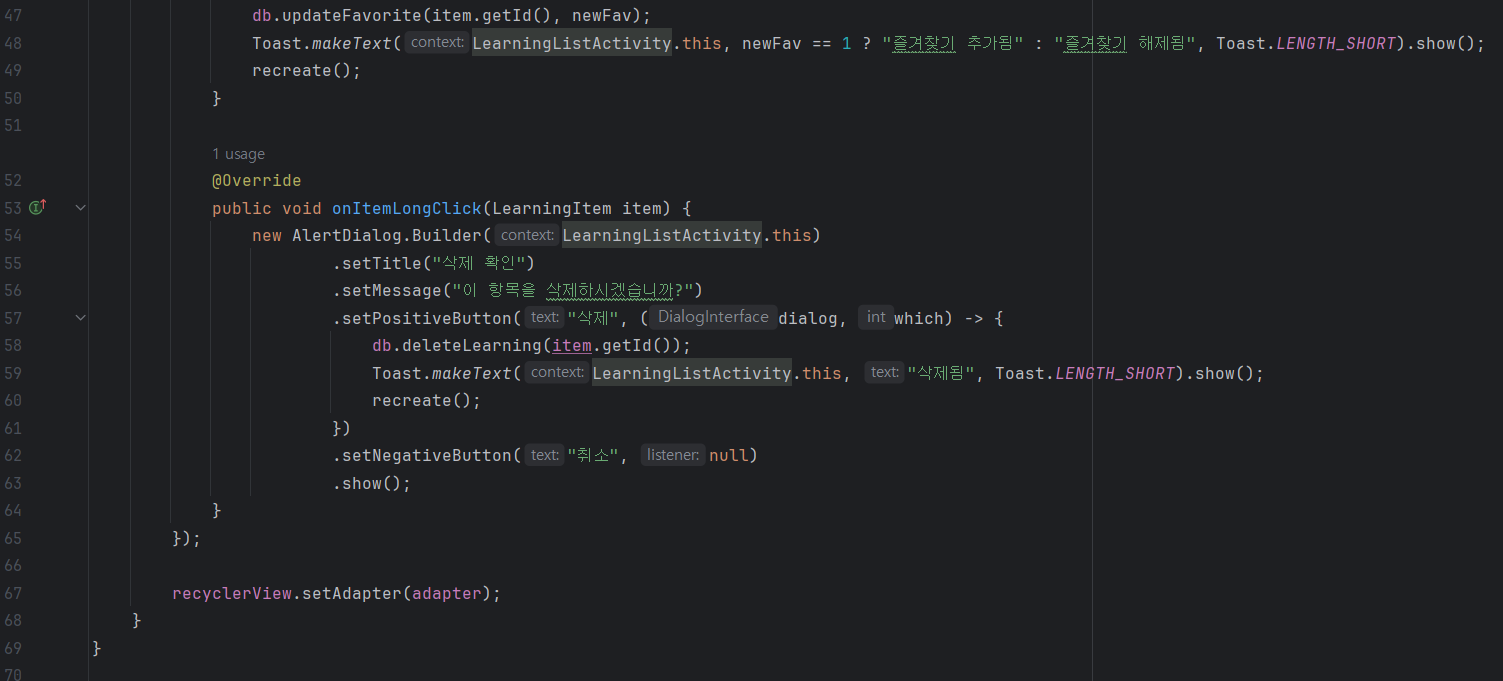 47 db.updateFavorite(item.getId(), newFav);
48 Toast.makeText( context: LearningListActivity.this, newFav == 1 ? "즐겨찾기 추가됨" : "즐겨찾기 해제됨", Toast.LENGTH_SHORT).show();
49 recreate();
50 }
51
1 usage
52 @Override
53 public void onItemLongClick(LearningItem item) {
54 new AlertDialog.Builder( context: LearningListActivity.this)
55 .setTitle("삭제 확인")
56 .setMessage("이 항목을 삭제하시겠습니까?")
57 .setPositiveButton( text: "삭제", ( DialogInterface dialog, int which) -> {
58 db.deleteLearning(item.getId());
59 Toast.makeText( context: LearningListActivity.this, text: "삭제됨", Toast.LENGTH_SHORT).show();
60 recreate();
61 })
62 .setNegativeButton( text: "취소", listener: null)
63 .show();
64 }
65 });
66
67 recyclerView.setAdapter(adapter);
68 }
69 }
70